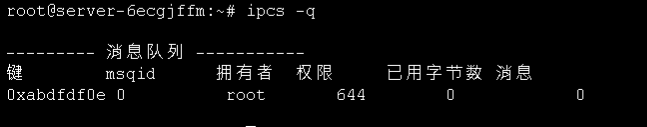 root@server-6ecgjffm:~# ipcs -q
--------- 消息队列 -----------
键 msqid 拥有者 权限 已用字节数 消息
0xabdfdf0e 0 root 644 0 0